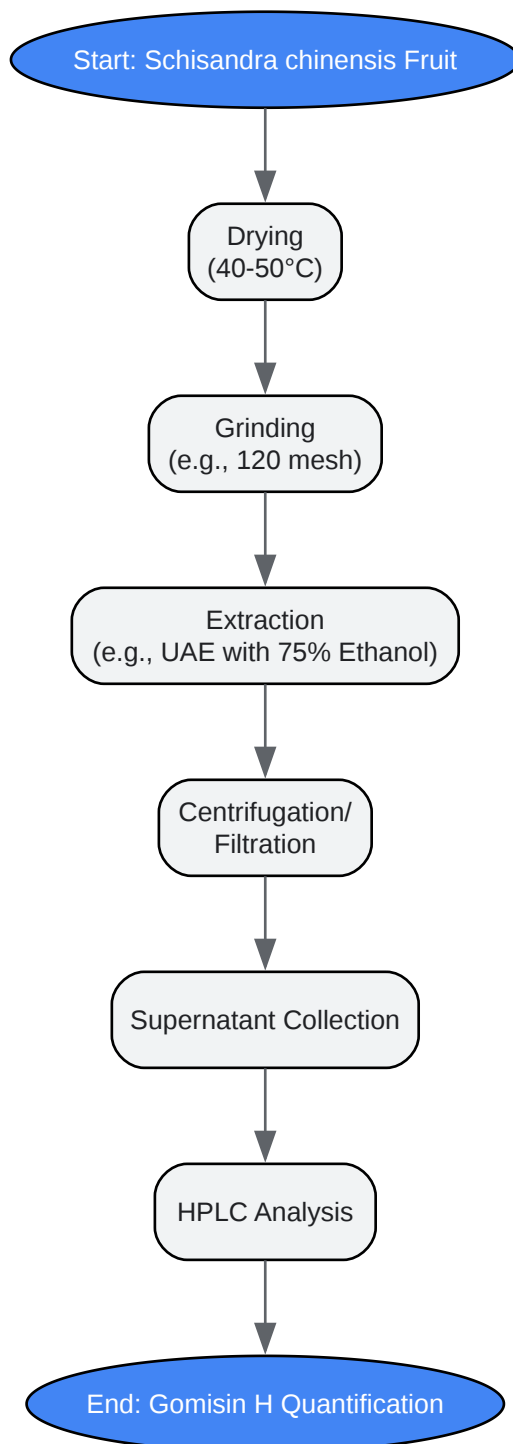 Start: Schisandra chinensis Fruit
Drying
(40-50°C)
Grinding
(e.g., 120 mesh)
Extraction
(e.g., UAE with 75% Ethanol)
Centrifugation/
Filtration
Supernatant Collection
HPLC Analysis
End: Gomisin H Quantification